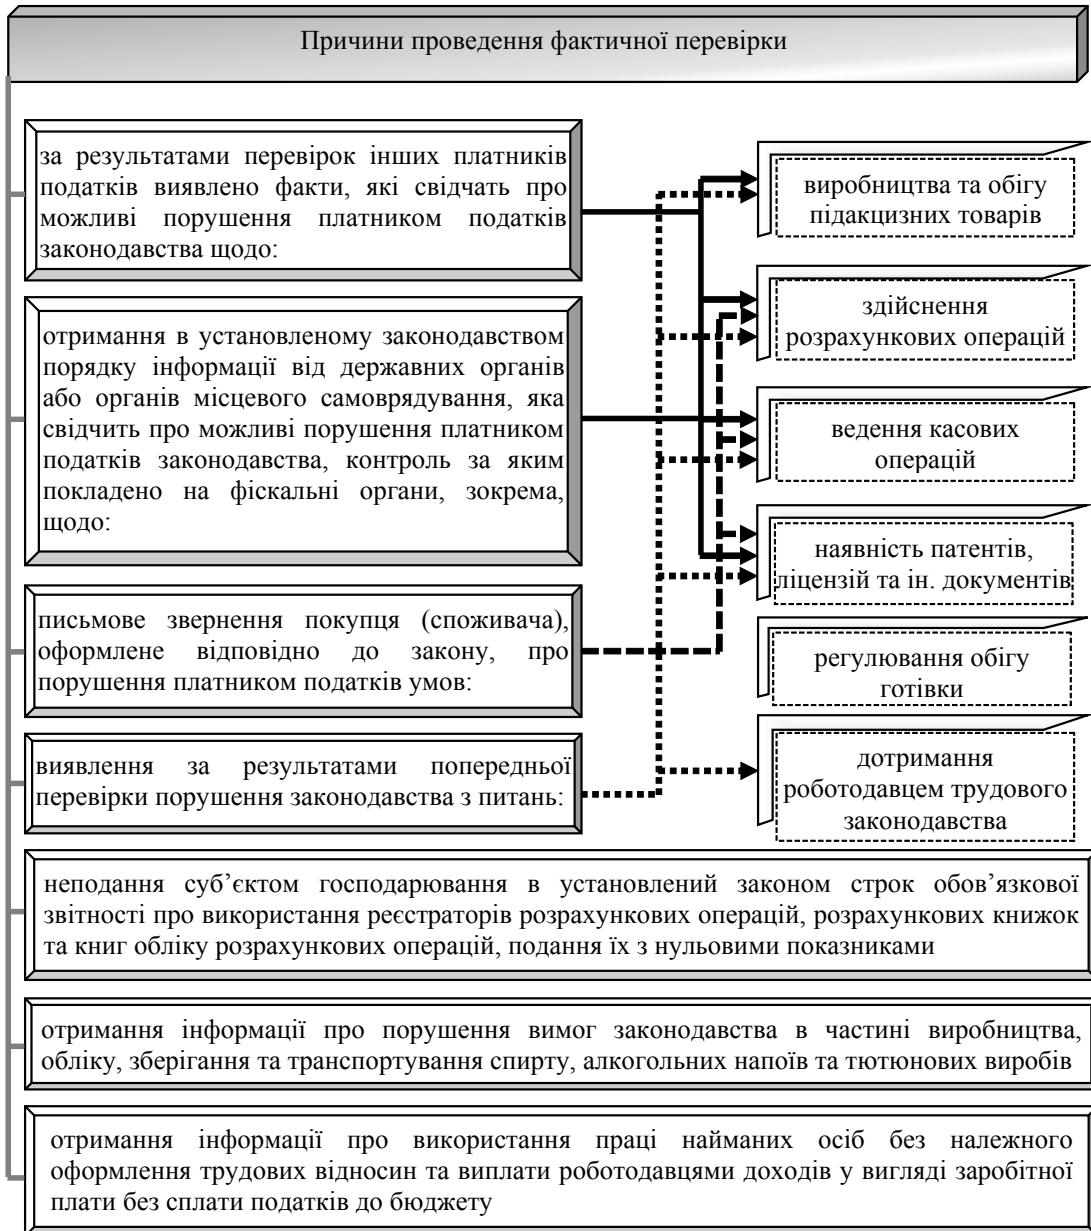 Причини проведення фактичної перевірки
за результатами перевірок інших платників
податків виявлено факти, які свідчать про
можливі порушення платником податків
законодавства щодо:
отримання в установленому законодавством
порядку інформації від державних органів
або органів місцевого самоврядування, яка
свідчить про можливі порушення платником
податків законодавства, контроль за яким
покладено на фіскальні органи, зокрема,
щодо:
письмове звернення покупця (споживача),
оформлене відповідно до закону, про
порушення платником податків умов:
виявлення за результатами попередньої
перевірки порушення законодавства з питань:
виробництва та обігу
підакцизних товарів
здійснення
розрахункових операцій
ведення касових
операцій
наявність патентів,
ліцензій та ін. документів
регулювання обігу
готівки
дотримання
роботодавцем трудового
законодавства
неподання суб’єктом господарювання в установлений законом строк обов’язкової
звітності про використання реєстраторів розрахункових операцій, розрахункових книжок
та книг обліку розрахункових операцій, подання їх з нульовими показниками
отримання інформації про порушення вимог законодавства в частині виробництва,
обліку, зберігання та транспортування спирту, алкогольних напоїв та тютюнових виробів
отримання інформації про використання праці найманих осіб без належного
оформлення трудових відносин та виплати роботодавцями доходів у вигляді заробітної
плати без сплати податків до бюджету